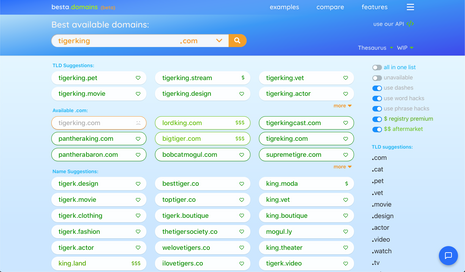 besta domains
examples compare features
Best available domains:
use our API
tigerking .com
Thesaurus WIP
TLD Suggestions:
tigerking.pet tigerking.stream $ tigerking.vet
tigerking.movie tigerking.design tigerking.actor
more
Available .com:
tigerking.com lordking.com $$$ tigerkingcat.com
pantheraking.com bigtiger.com $$$ tigreking.com
pantherabaron.com bobcatmogul.com supremetigre.com
more
Name Suggestions:
tigerk.design besttiger.co king.moda $
tigerk.movie toptiger.co king.vet
tigerk.clothing tigerk.boutique king.boutique
tigerk.fashion thetigersociety.co mogul.ly
tigerk.actor welovetigers.co king.theater
king.land $$$ ilovetigers.co tigerk.video
all in one list
unavailable
use dashes
use word hacks
use phrase hacks
$ registry premium
$$ aftermarket
TLD suggestions:
.com
.cat
.pet
.vet
.movie
.design
.actor
.video
.watch
.tv